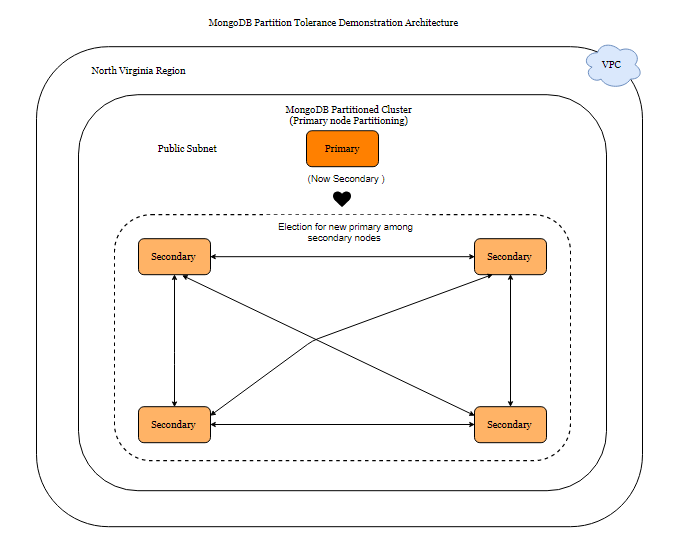 MongoDB Partition Tolerance Demonstration Architecture
VPC
North Virginia Region
MongoDB Partitioned Cluster
(Primary node Partitioning)
Public Subnet
Primary
(Now Secondary )
Election for new primary among
secondary nodes
Secondary
Secondary
Secondary
Secondary